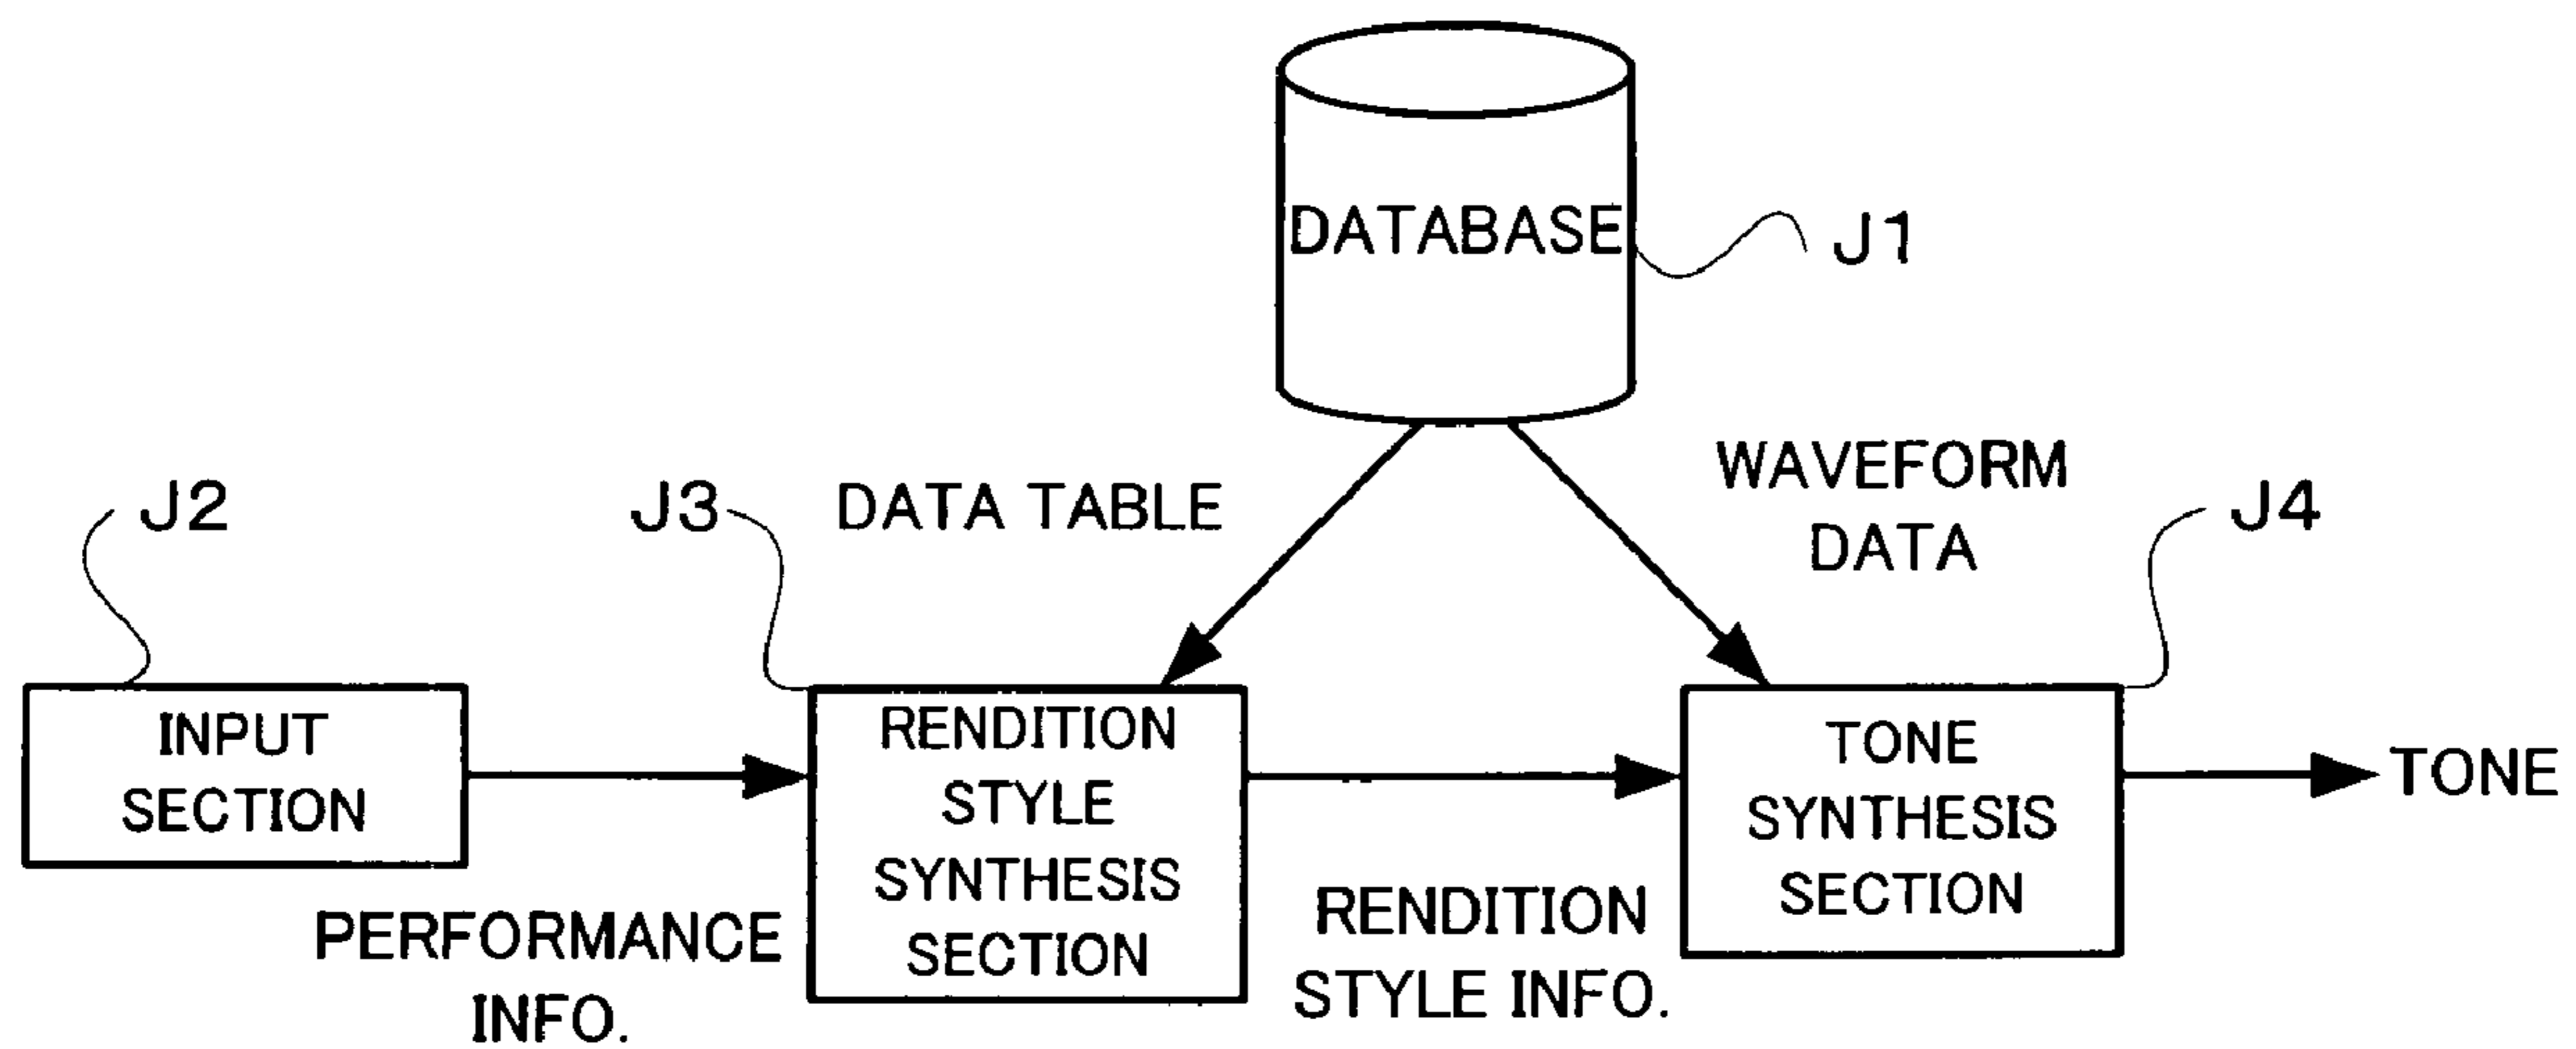 DATABASE
J1
WAVEFORM
DATA
DATA TABLE
J2
J3
J4
INPUT
SECTION
RENDITION
STYLE
SYNTHESIS
SECTION
TONE
SYNTHESIS
SECTION
TONE
PERFORMANCE
INFO.
RENDITION
STYLE INFO.